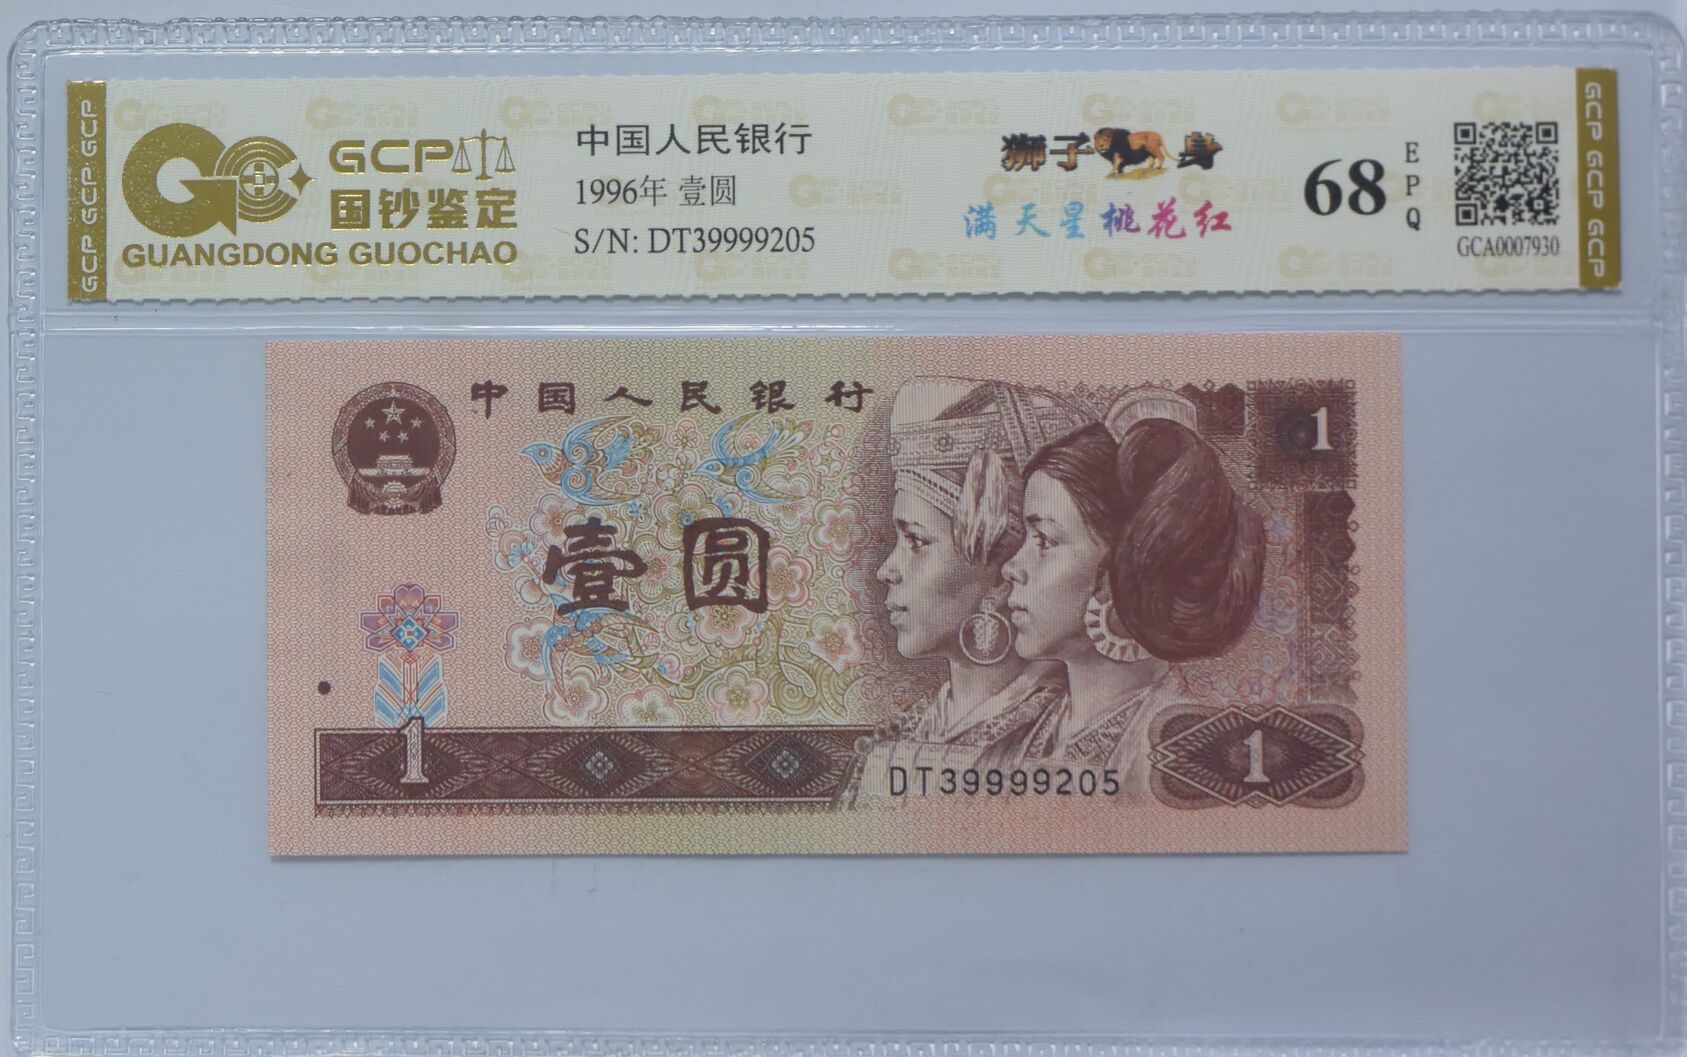 GCP GCP GCP
GCP
国钞鉴定
GUANGDONG GUOCHAO
中国人民银行
1996年 壹圆
S/N: DT39999205
狮子 身
满天星桃花红
68
E
P
Q
GCA0007930
GCP GCP GCP
中国人民银行
1
壹圆
1
DT39999205
1